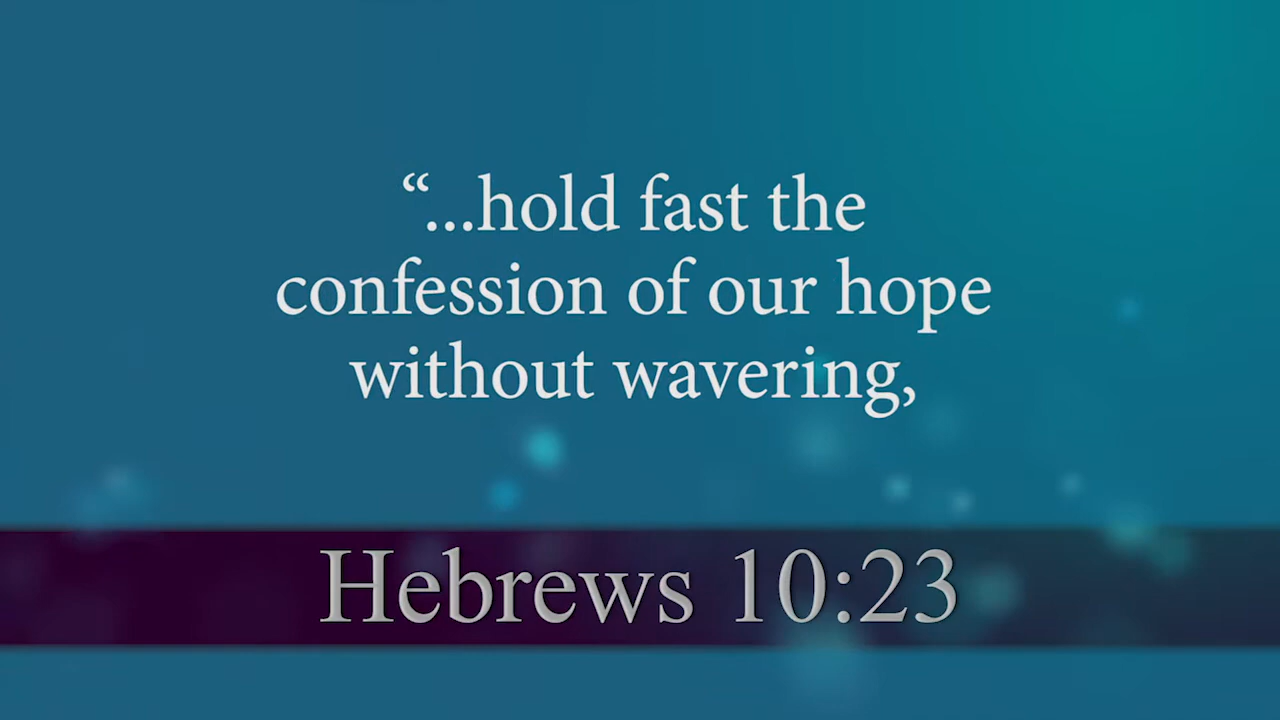 “...hold fast the
confession of our hope
without wavering,
Hebrews 10:23